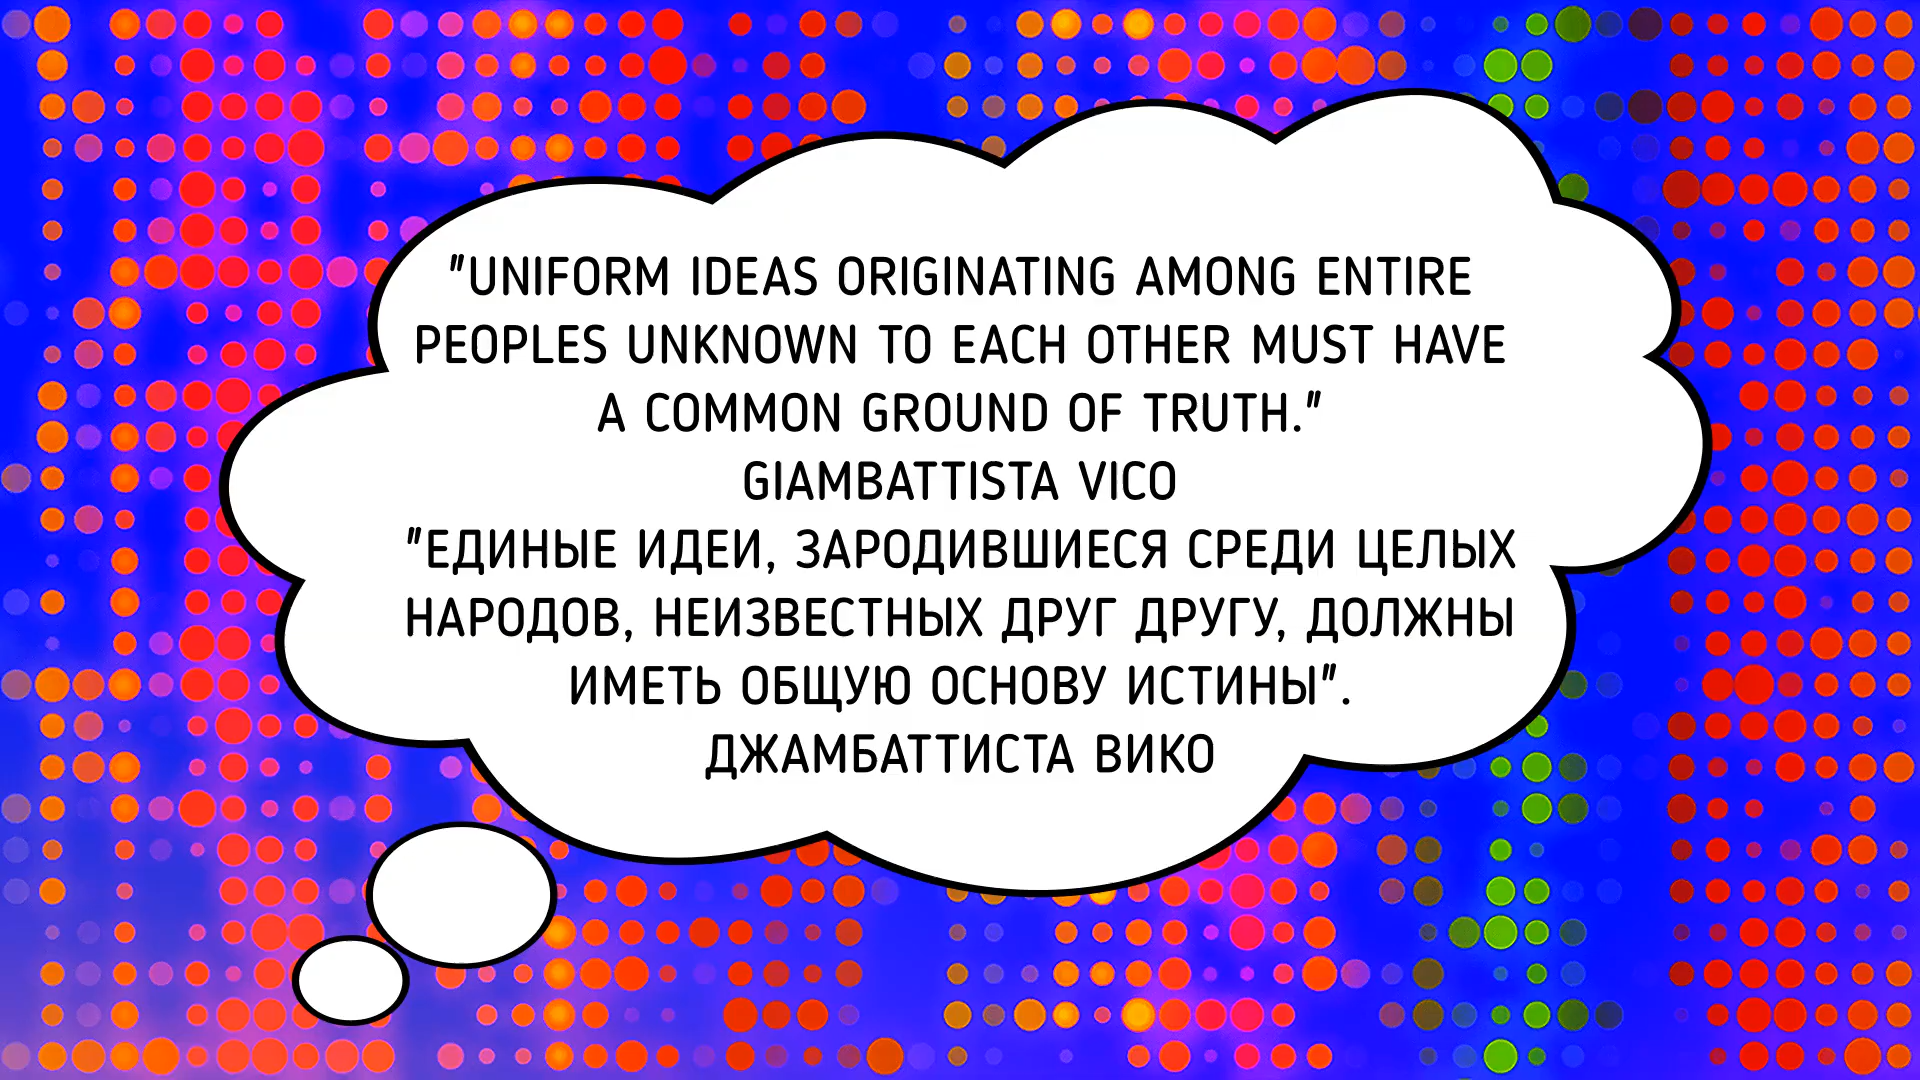 "UNIFORM IDEAS ORIGINATING AMONG ENTIRE
PEOPLES UNKNOWN TO EACH OTHER MUST HAVE
A COMMON GROUND OF TRUTH."
GIAMBATTISTA VICO
"ЕДИНЫЕ ИДЕИ, ЗАРОДИВШИЕСЯ СРЕДИ ЦЕЛЫХ
НАРОДОВ, НЕИЗВЕСТНЫХ ДРУГ ДРУГУ, ДОЛЖНЫ
ИМЕТЬ ОБЩУЮ ОСНОВУ ИСТИНЫ".
ДЖАМБАТТИСТА ВИКО